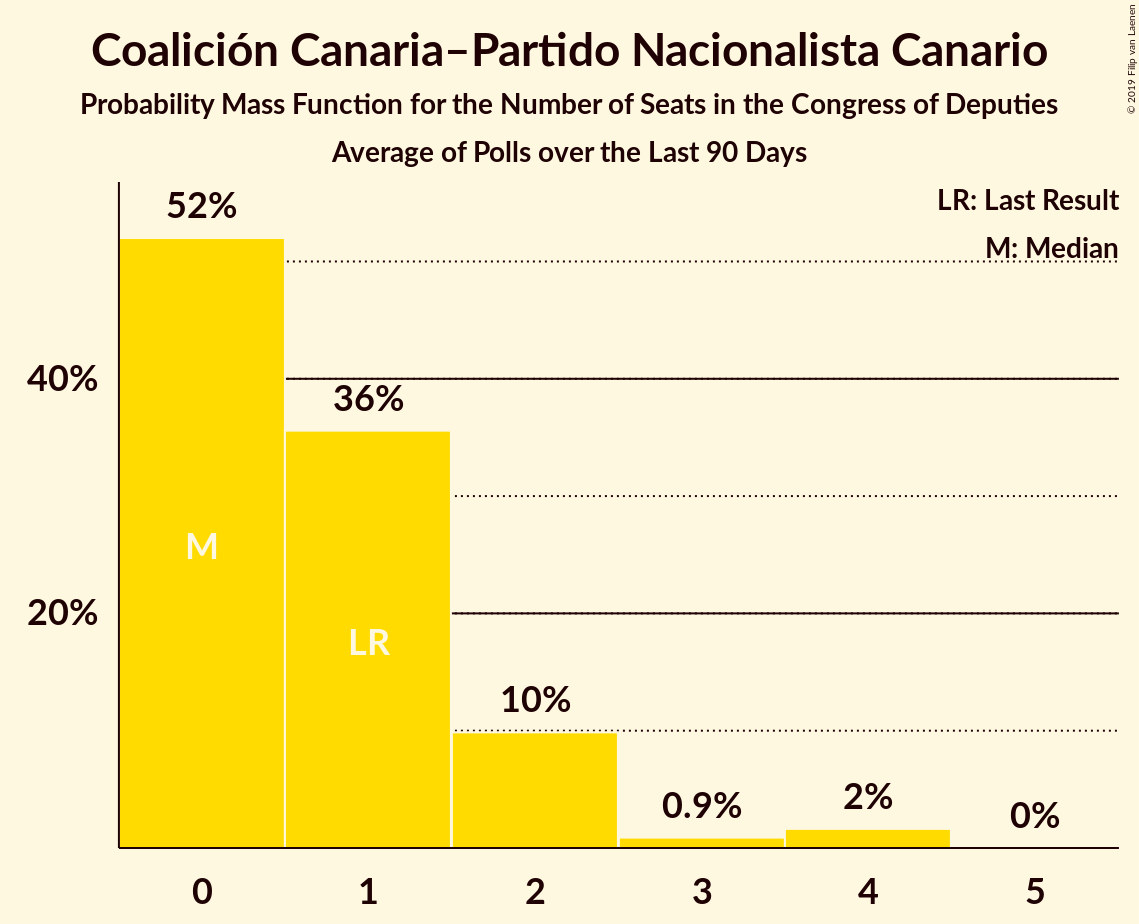 Coalición Canaria–Partido Nacionalista Canario
Probability Mass Function for the Number of Seats in the Congress of Deputies
Average of Polls over the Last 90 Days
© 2019 Filip van Laenen
LR: Last Result
M: Median
52%
40%
36%
M
20%
LR
10%
0.9%
2%
0%
0 1 2 3 4 5